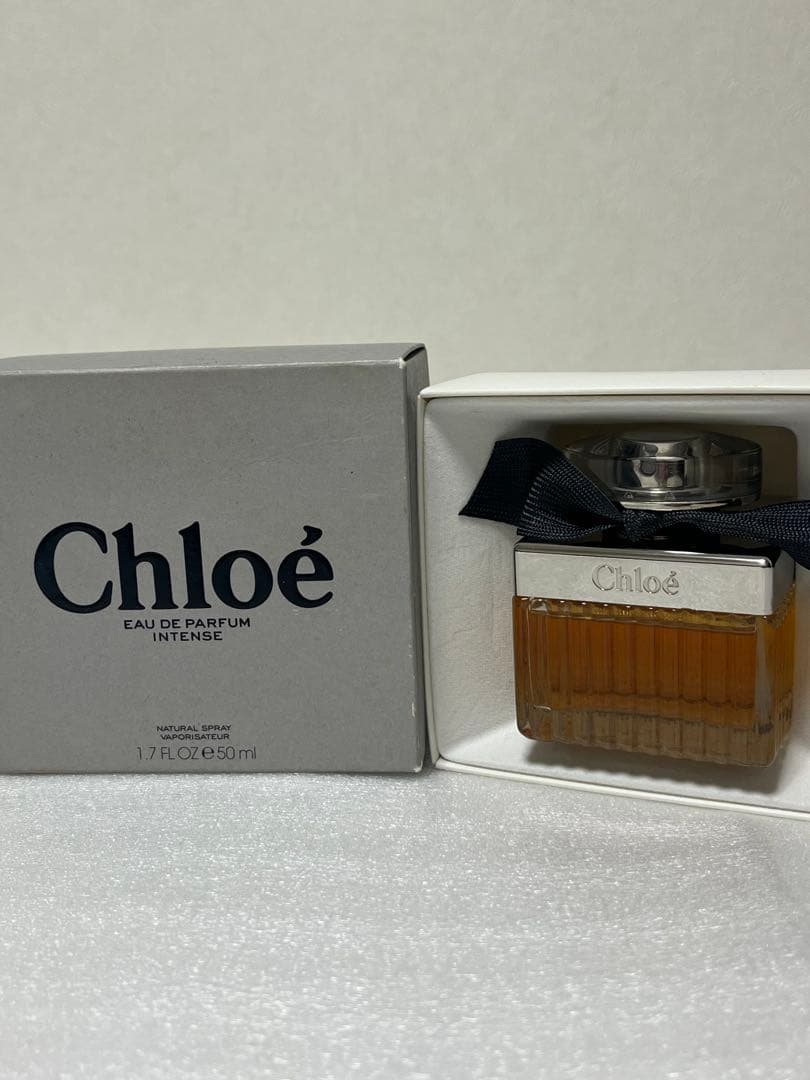 Chloé
EAU DE PARFUM
INTENSE
NATURAL SPRAY
VAPORISATEUR
1.7 FL OZ ℮ 50 ml
Chloé